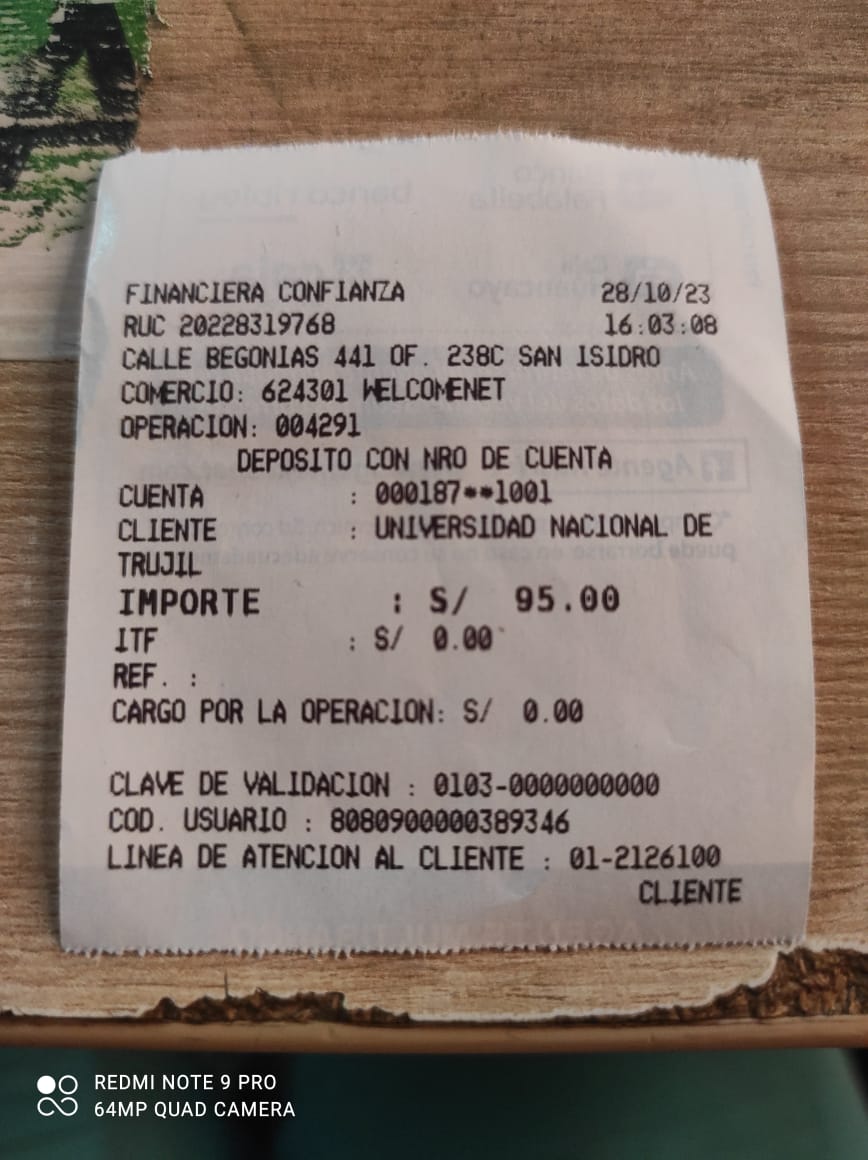 FINANCIERA CONFIANZA 28/10/23
RUC 20228319768 16:03:08
CALLE BEGONIAS 441 OF. 238C SAN ISIDRO
COMERCIO: 624301 WELCOMENET
OPERACION: 004291
DEPOSITO CON NRO DE CUENTA
CUENTA : 000187**1001
CLIENTE : UNIVERSIDAD NACIONAL DE
TRUJIL
IMPORTE : S/ 95.00
ITF : S/ 0.00
REF. :
CARGO POR LA OPERACION: S/ 0.00
CLAVE DE VALIDACION : 0103-0000000000
COD. USUARIO : 8080900000389346
LINEA DE ATENCION AL CLIENTE : 01-2126100
CLIENTE
REDMI NOTE 9 PRO
64MP QUAD CAMERA